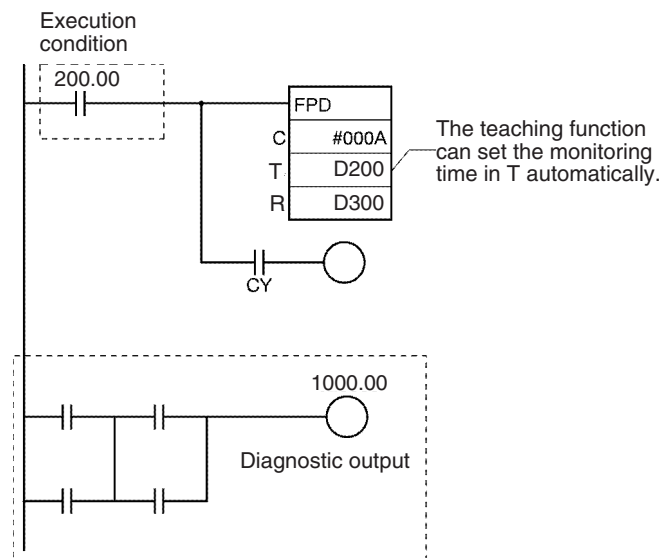 Execution
condition
200.00
FPD
C #000A
T D200
R D300
The teaching function
can set the monitoring
time in T automatically.
CY
1000.00
Diagnostic output